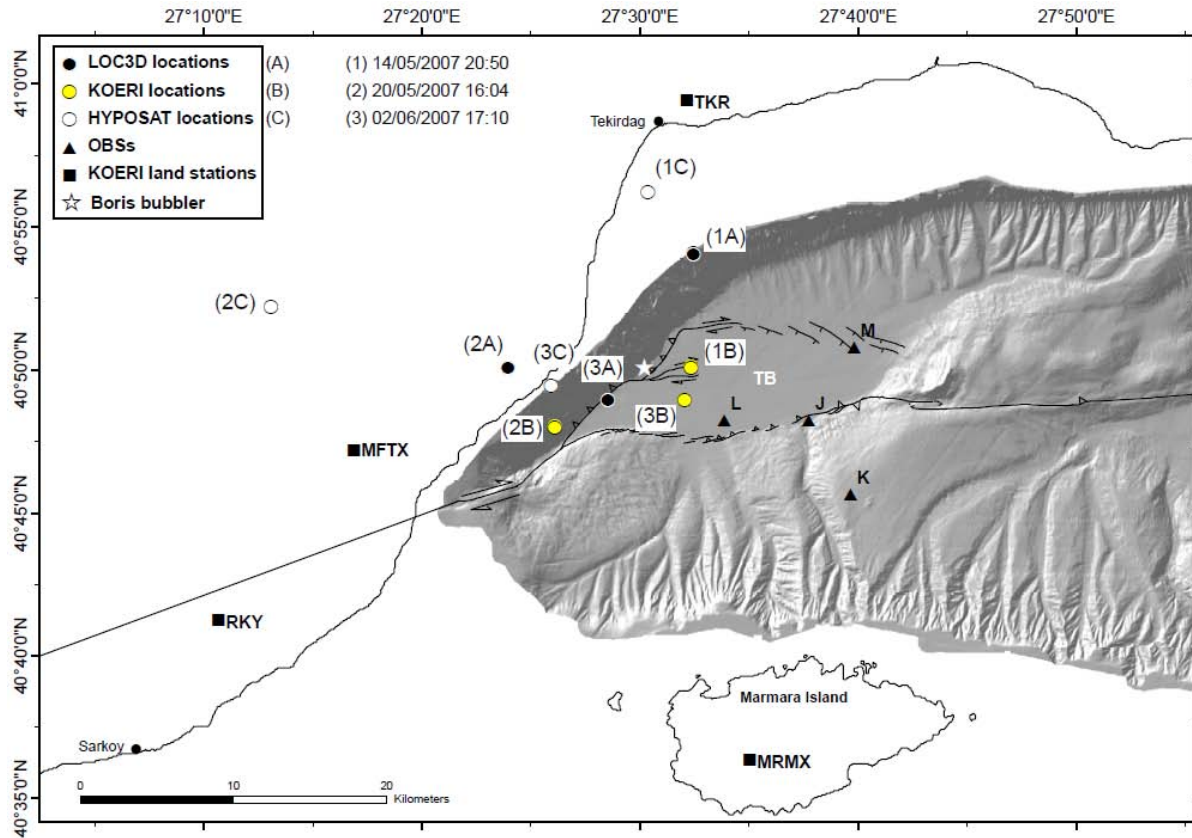 27°10'0"E 27°20'0"E 27°30'0"E 27°40'0"E 27°50'0"E
LOC3D locations (A) (1) 14/05/2007 20:50
KOERI locations (B) (2) 20/05/2007 16:04
HYPOSAT locations (C) (3) 02/06/2007 17:10
OBSs
KOERI land stations
Boris bubbler
41°0'0"N
TKR
Tekirdag
(1C)
40°55'0"N
(1A)
(2C)
M
(2A)
(3C)
(1B)
40°50'0"N
(3A)
TB
(3B)
L
J
(2B)
MFTX
K
40°45'0"N
RKY
40°40'0"N
Marmara Island
Sarkoy
MRMX
0 10 20
Kilometers
40°35'0"N